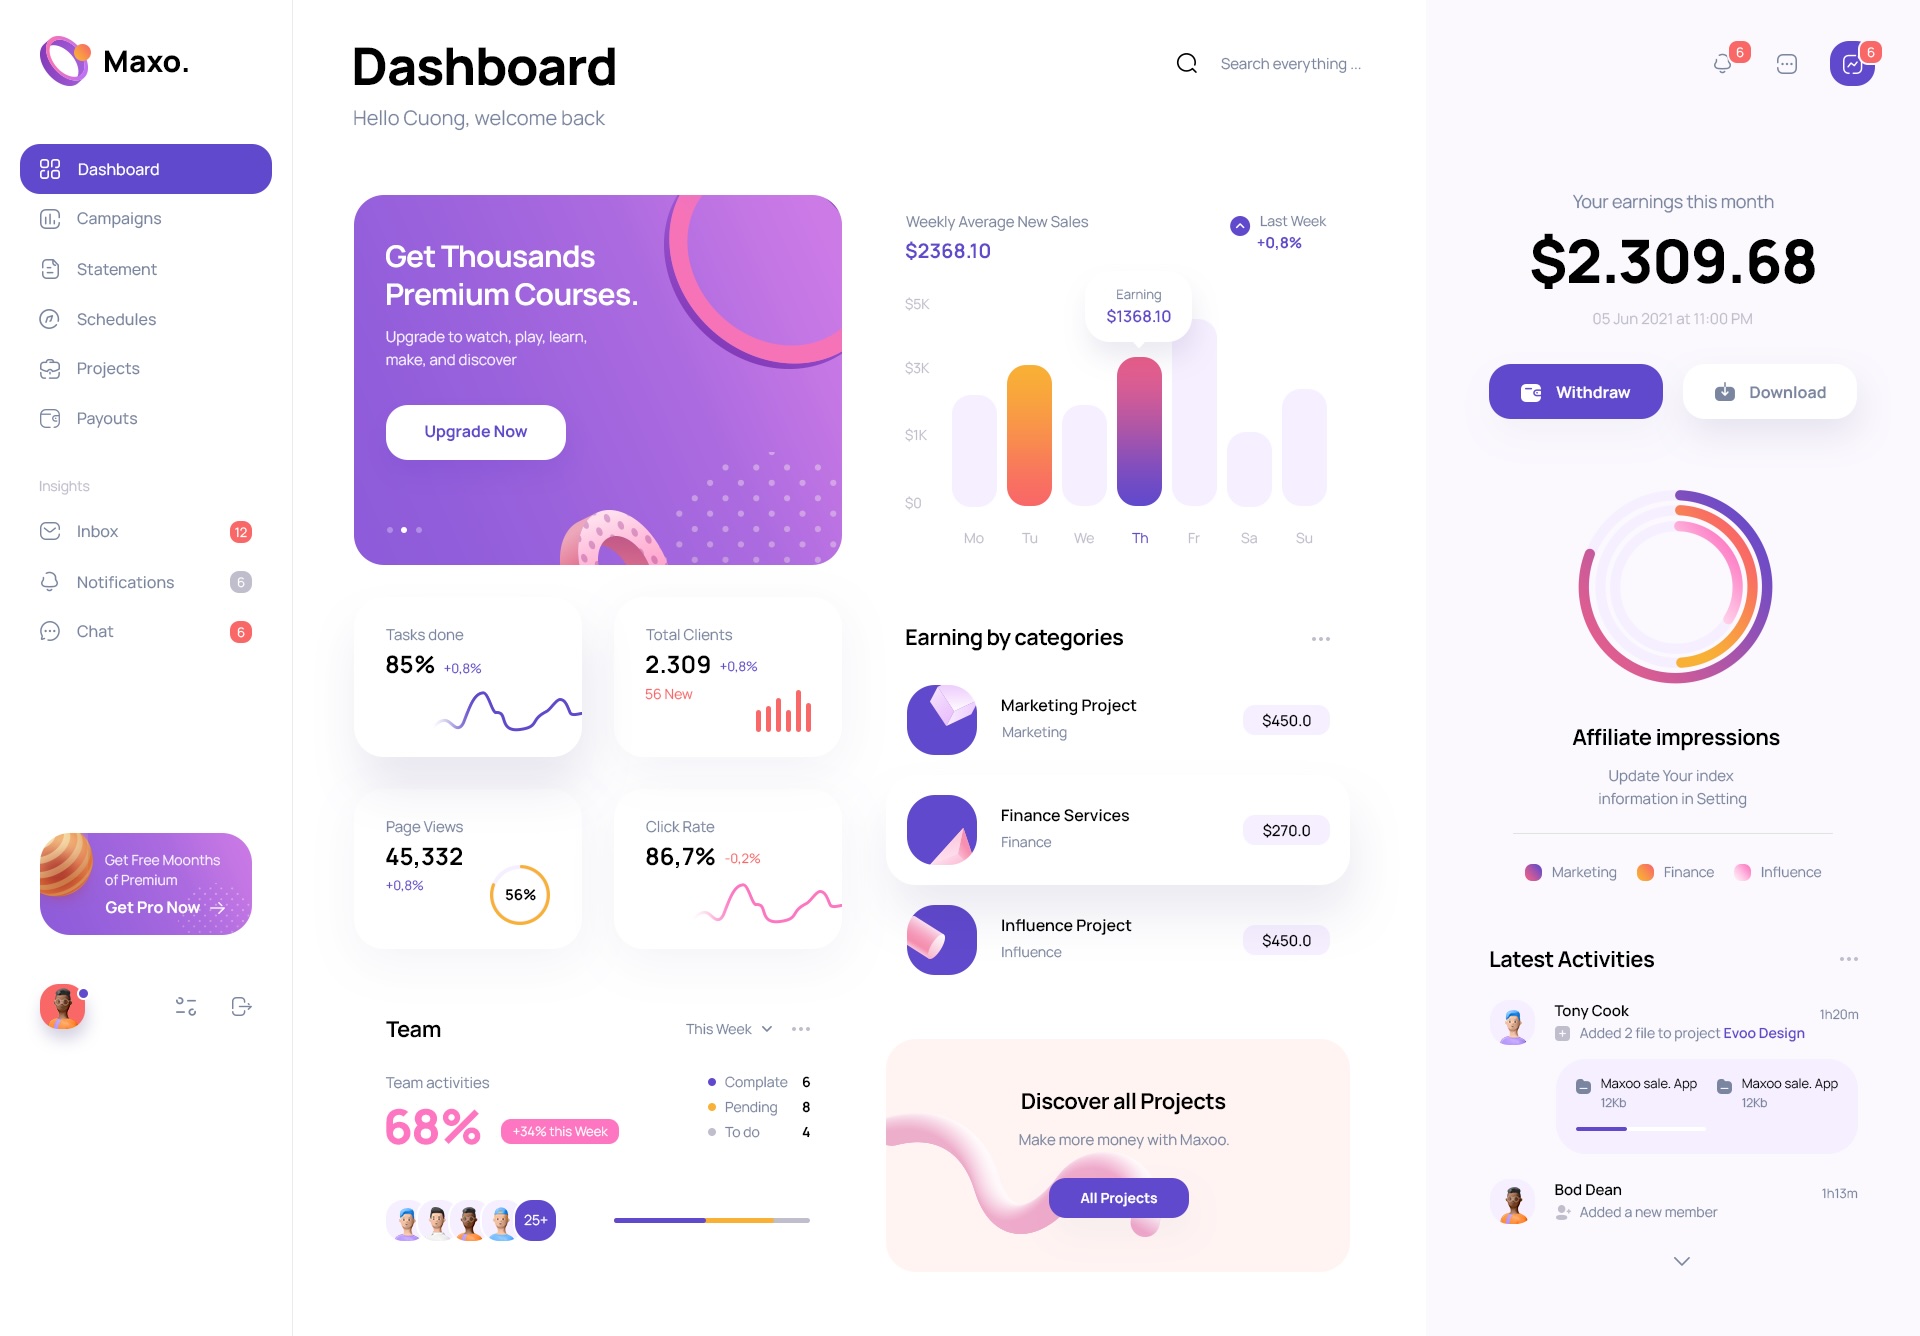 Maxo.
Dashboard
Campaigns
Statement
Schedules
Projects
Payouts
Insights
Inbox
12
Notifications
6
Chat
6
Get Free Moonths
of Premium
Get Pro Now
Dashboard
Hello Cuong, welcome back
Search everything ...
Get Thousands
Premium Courses.
Upgrade to watch, play, learn,
make, and discover
Upgrade Now
Weekly Average New Sales
$2368.10
Last Week
+0,8%
Earning
$1368.10
$5K
$3K
$1K
$0
Mo Tu We Th Fr Sa Su
Tasks done
85% +0,8%
Total Clients
2.309 +0,8%
56 New
Page Views
45,332
+0,8%
56%
Click Rate
86,7% -0,2%
Earning by categories
Marketing Project
Marketing
$450.0
Finance Services
Finance
$270.0
Influence Project
Influence
$450.0
Team
This Week
Team activities
68%
+34% this Week
Complate 6
Pending 8
To do 4
25+
Discover all Projects
Make more money with Maxoo.
All Projects
6
6
Your earnings this month
$2.309.68
05 Jun 2021 at 11:00 PM
Withdraw
Download
Affiliate impressions
Update Your index
information in Setting
Marketing Finance Influence
Latest Activities
Tony Cook
1h20m
Added 2 file to project Evoo Design
Maxoo sale. App
12Kb
Maxoo sale. App
12Kb
Bod Dean
1h13m
Added a new member